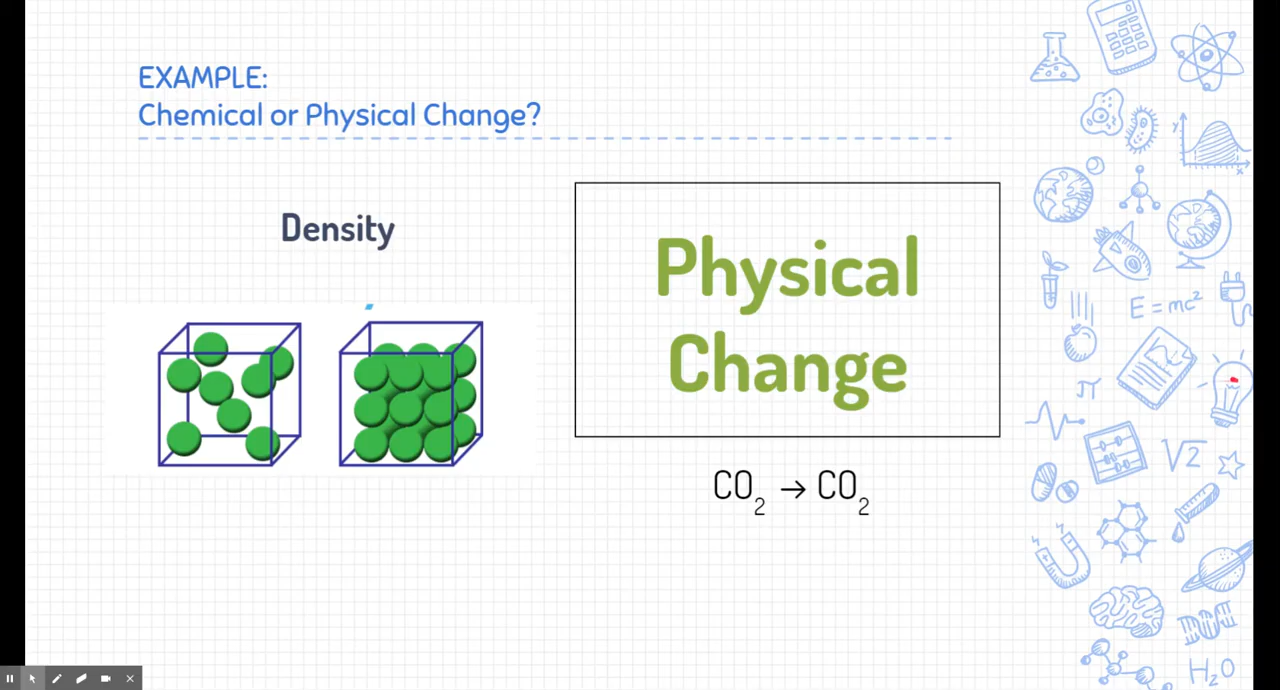 EXAMPLE:
Chemical or Physical Change?
Density
Physical
Change
CO₂ → CO₂
y
x
E = mc²
π
√2
H₂O